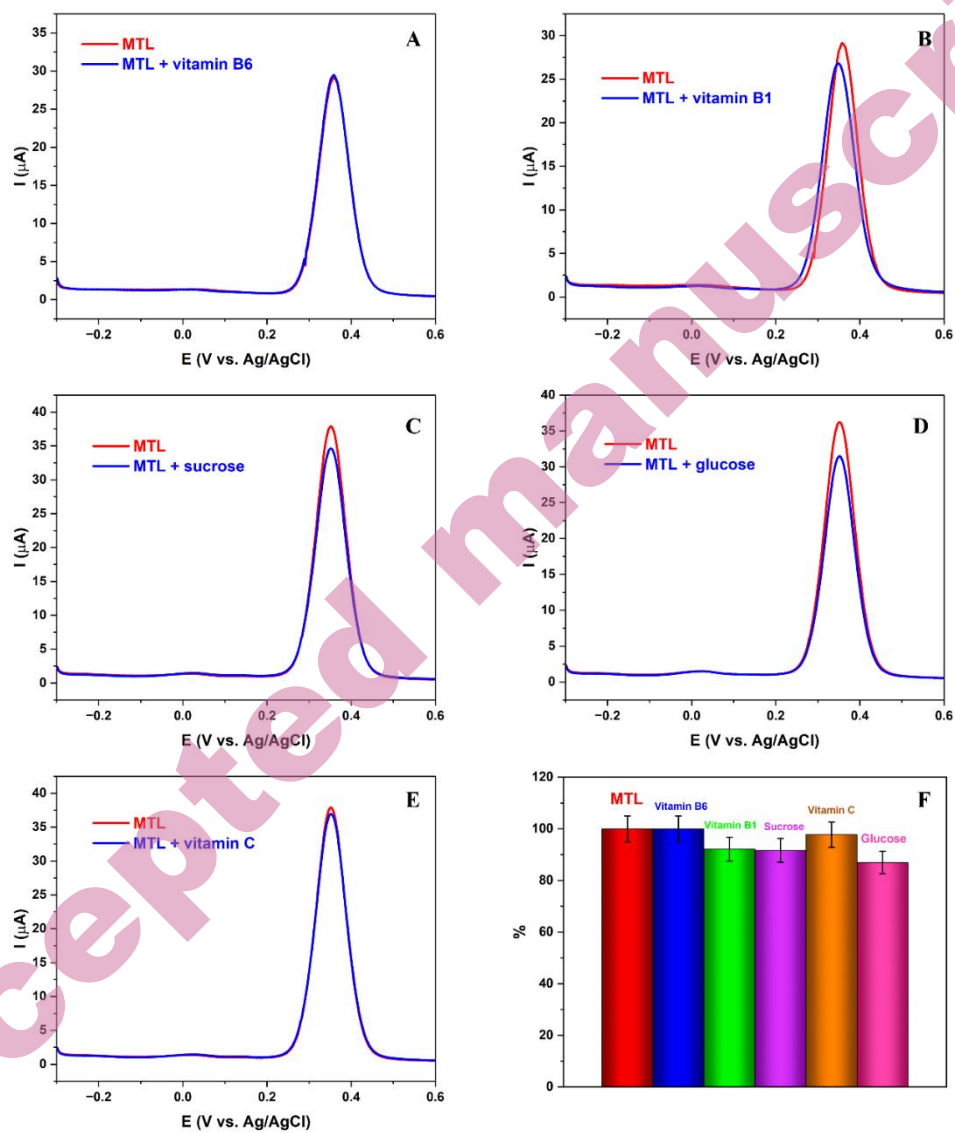 A
MTL
MTL + vitamin B6
I (μA)
35
30
25
20
15
10
5
0
−0.2
0.0
0.2
0.4
0.6
E (V vs. Ag/AgCl)
B
MTL
MTL + vitamin B1
I (μA)
30
25
20
15
10
5
0
−0.2
0.0
0.2
0.4
0.6
E (V vs. Ag/AgCl)
C
MTL
MTL + sucrose
I (μA)
40
35
30
25
20
15
10
5
0
−0.2
0.0
0.2
0.4
0.6
E (V vs. Ag/AgCl)
D
MTL
MTL + glucose
I (μA)
40
35
30
25
20
15
10
5
0
−0.2
0.0
0.2
0.4
0.6
E (V vs. Ag/AgCl)
E
MTL
MTL + vitamin C
I (μA)
40
35
30
25
20
15
10
5
0
−0.2
0.0
0.2
0.4
0.6
E (V vs. Ag/AgCl)
F
MTL
Vitamin B6
Vitamin B1
Sucrose
Vitamin C
Glucose
%
120
100
80
60
40
20
0
cepted manuscr